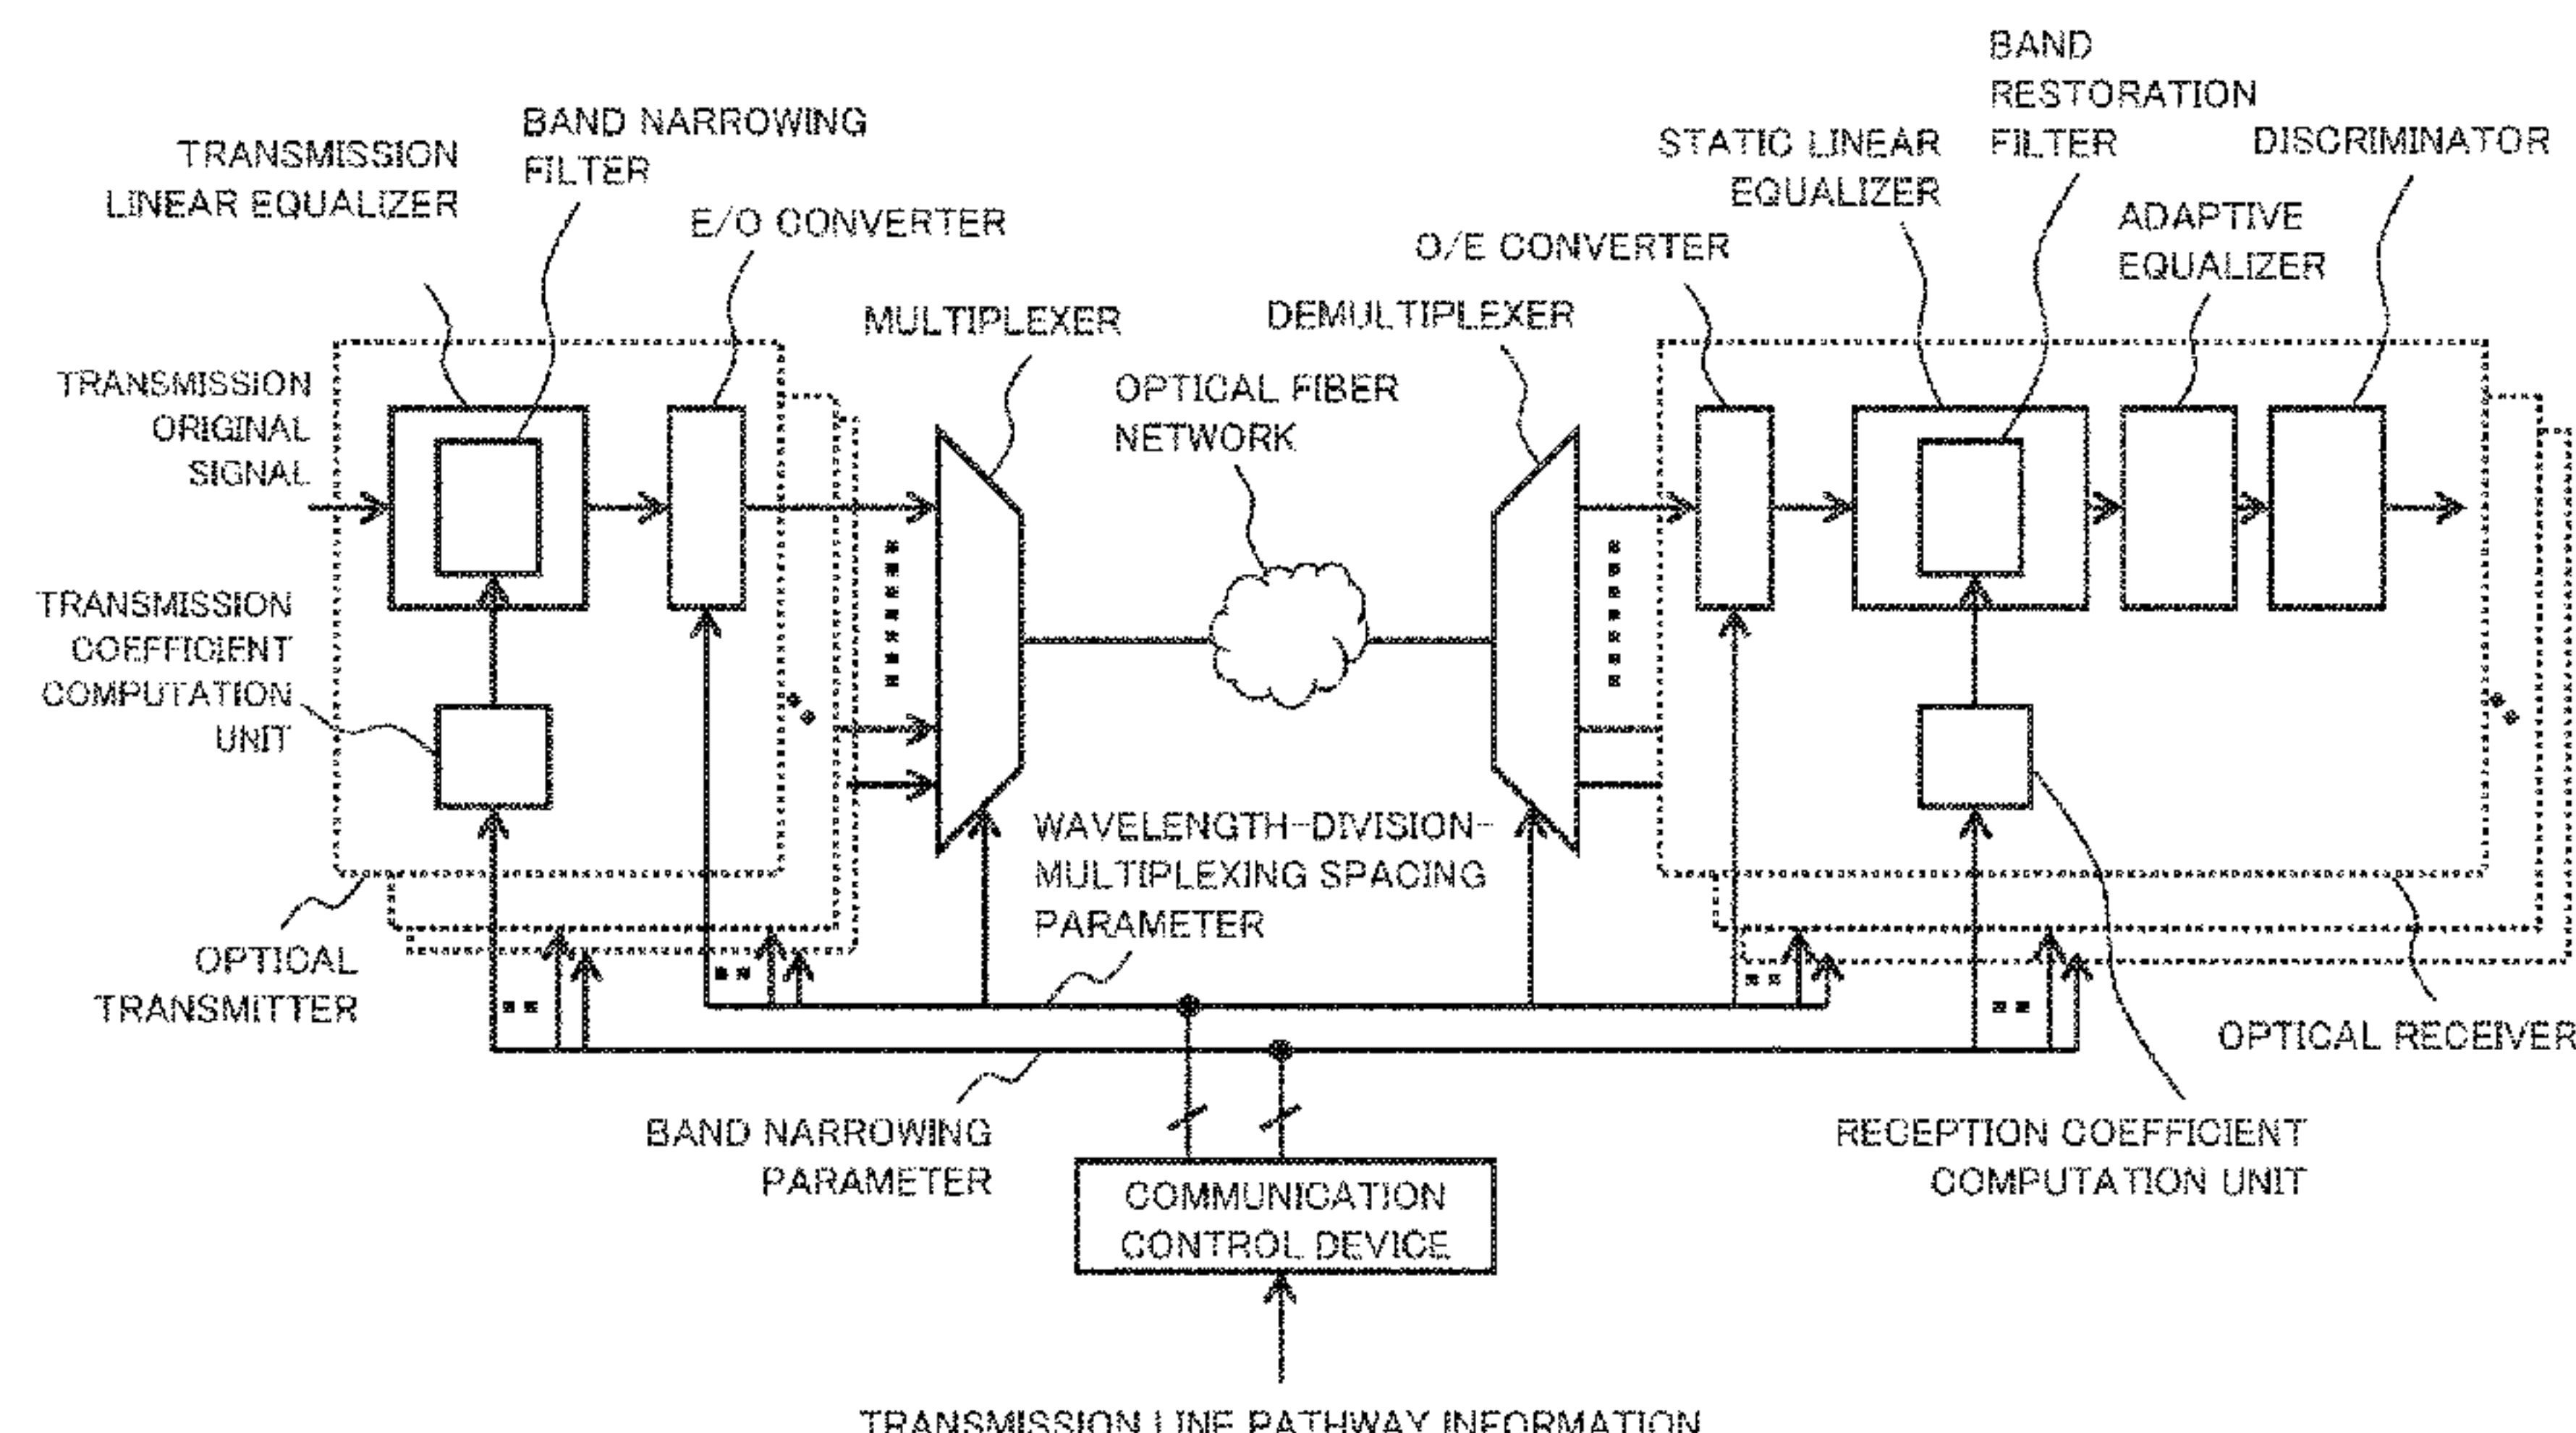 BAND
RESTORATION
FILTER
BAND NARROWING
FILTER
TRANSMISSION
LINEAR EQUALIZER
E/O CONVERTER
STATIC LINEAR
EQUALIZER
DISCRIMINATOR
ADAPTIVE
EQUALIZER
O/E CONVERTER
MULTIPLEXER
DEMULTIPLEXER
OPTICAL FIBER
NETWORK
TRANSMISSION
ORIGINAL
SIGNAL
TRANSMISSION
COEFFICIENT
COMPUTATION
UNIT
WAVELENGTH-DIVISION-
MULTIPLEXING SPACING
PARAMETER
OPTICAL
TRANSMITTER
OPTICAL RECEIVER
BAND NARROWING
PARAMETER
RECEPTION COEFFICIENT
COMPUTATION UNIT
COMMUNICATION
CONTROL DEVICE
TRANSMISSION LINE PATHWAY INFORMATION